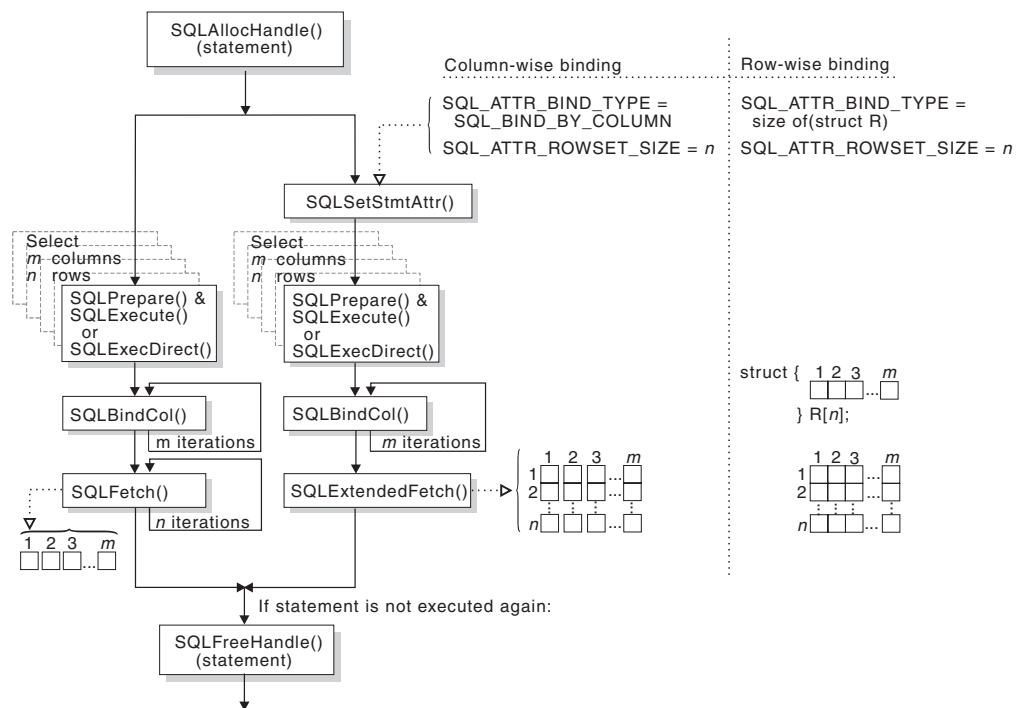 SQLAllocHandle()
(statement)
Column-wise binding
Row-wise binding
SQL_ATTR_BIND_TYPE =
SQL_BIND_BY_COLUMN
SQL_ATTR_ROWSET_SIZE = n
SQL_ATTR_BIND_TYPE =
size of(struct R)
SQL_ATTR_ROWSET_SIZE = n
SQLSetStmtAttr()
Select
m columns
n rows
SQLPrepare() &
SQLExecute()
or
SQLExecDirect()
Select
m columns
n rows
SQLPrepare() &
SQLExecute()
or
SQLExecDirect()
SQLBindCol()
m iterations
SQLBindCol()
m iterations
struct {
1 2 3 ... m
} R[n];
SQLFetch()
n iterations
1 2 3 m
...
SQLExtendedFetch()
1 2 3 m
1 ...
2 ...
n ...
1 2 3 m
...
...
n ...
If statement is not executed again:
SQLFreeHandle()
(statement)